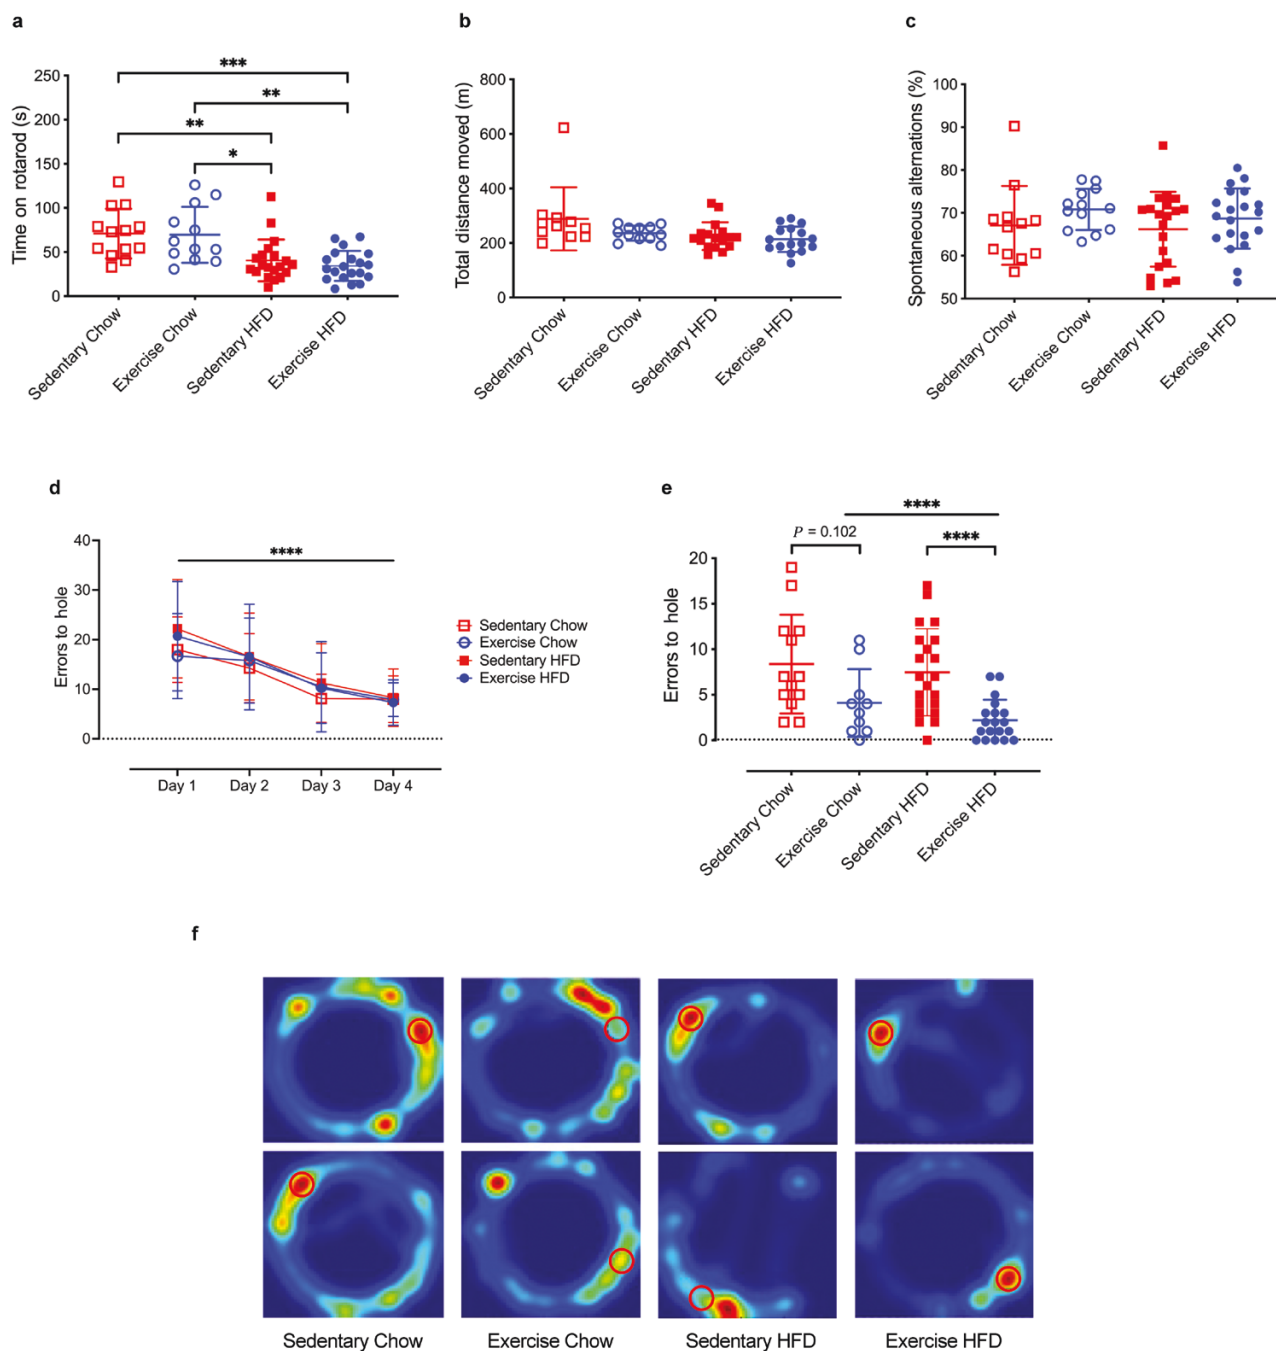 a
Time on rotarod (s)
250
200
150
100
50
0
***
**
**
*
Sedentary Chow
Exercise Chow
Sedentary HFD
Exercise HFD
b
Total distance moved (m)
800
600
400
200
0
Sedentary Chow
Exercise Chow
Sedentary HFD
Exercise HFD
c
Spontaneous alternations (%)
100
90
80
70
60
50
Sedentary Chow
Exercise Chow
Sedentary HFD
Exercise HFD
d
Errors to hole
40
30
20
10
0
****
Day 1
Day 2
Day 3
Day 4
Sedentary Chow
Exercise Chow
Sedentary HFD
Exercise HFD
e
Errors to hole
20
15
10
5
0
****
P = 0.102
****
Sedentary Chow
Exercise Chow
Sedentary HFD
Exercise HFD
f
Sedentary Chow
Exercise Chow
Sedentary HFD
Exercise HFD